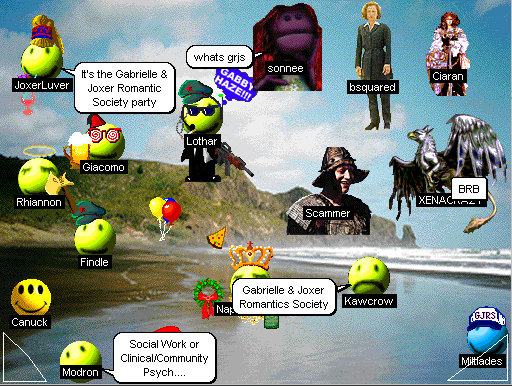 whats grjs
sonnee
bsquared
Ciaran
JoxerLuver
It's the Gabrielle &
Joxer Romantic
Society party
GABBY
HAZE!!!
Lothar
Giacomo
Rhiannon
Scammer
BRB
XENACRAZY
Findle
Gabrielle & Joxer
Romantics Society
Nap
Kawcrow
Canuck
GJRS
Miltiades
Social Work or
Clinical/Community
Psych....
Modron